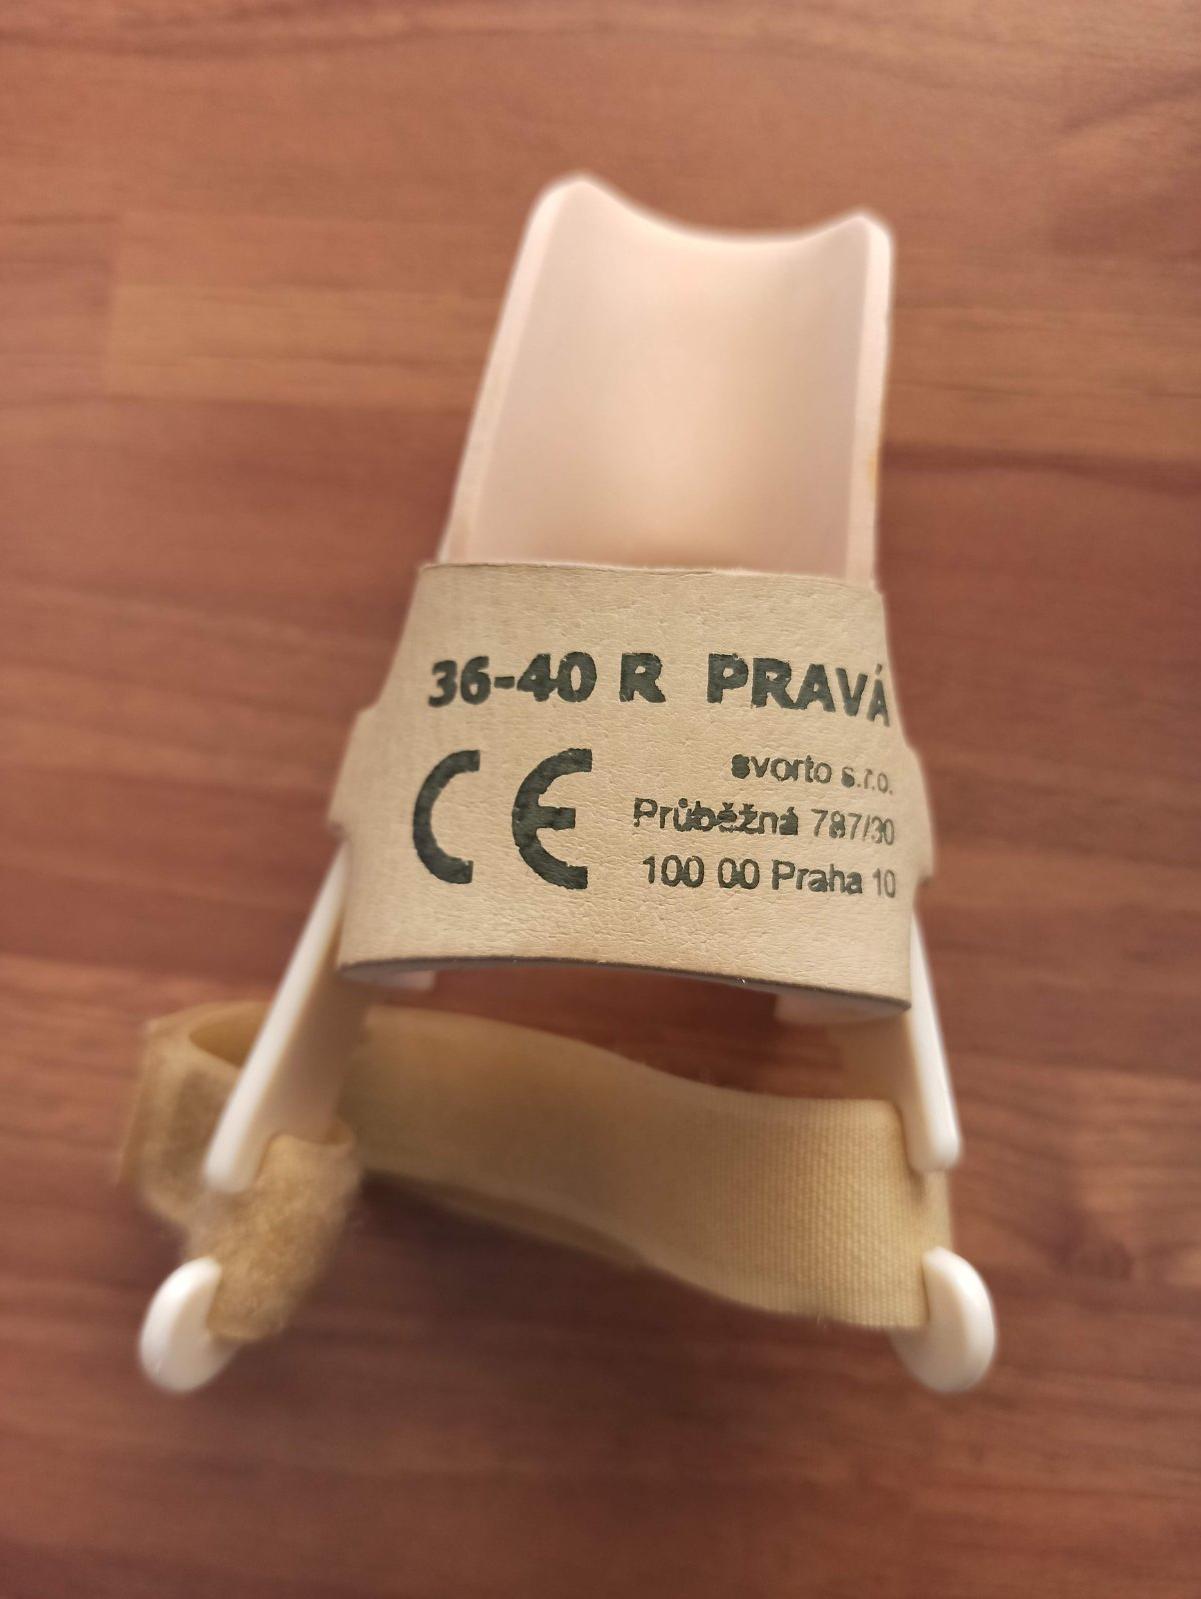 36-40 R PRAVÁ
CE
svorto s.r.o.
Průběžná 787/30
100 00 Praha 10